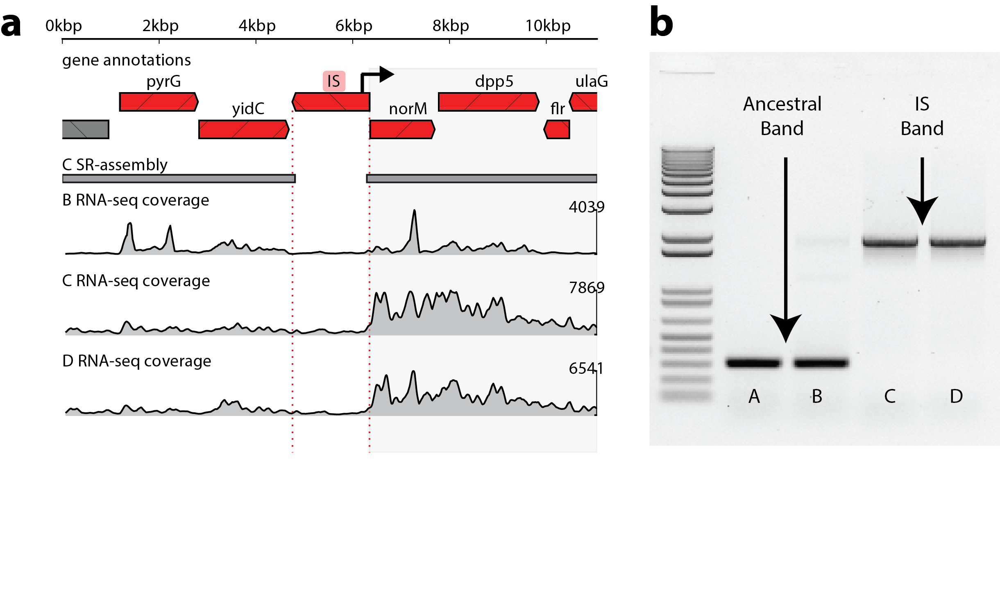 a
0kbp 2kbp 4kbp 6kbp 8kbp 10kbp
gene annotations
pyrG IS dpp5 ulaG
yidC norM flr
C SR-assembly
B RNA-seq coverage
4039
C RNA-seq coverage
7869
D RNA-seq coverage
6541
b
Ancestral
Band
IS
Band
A B C D